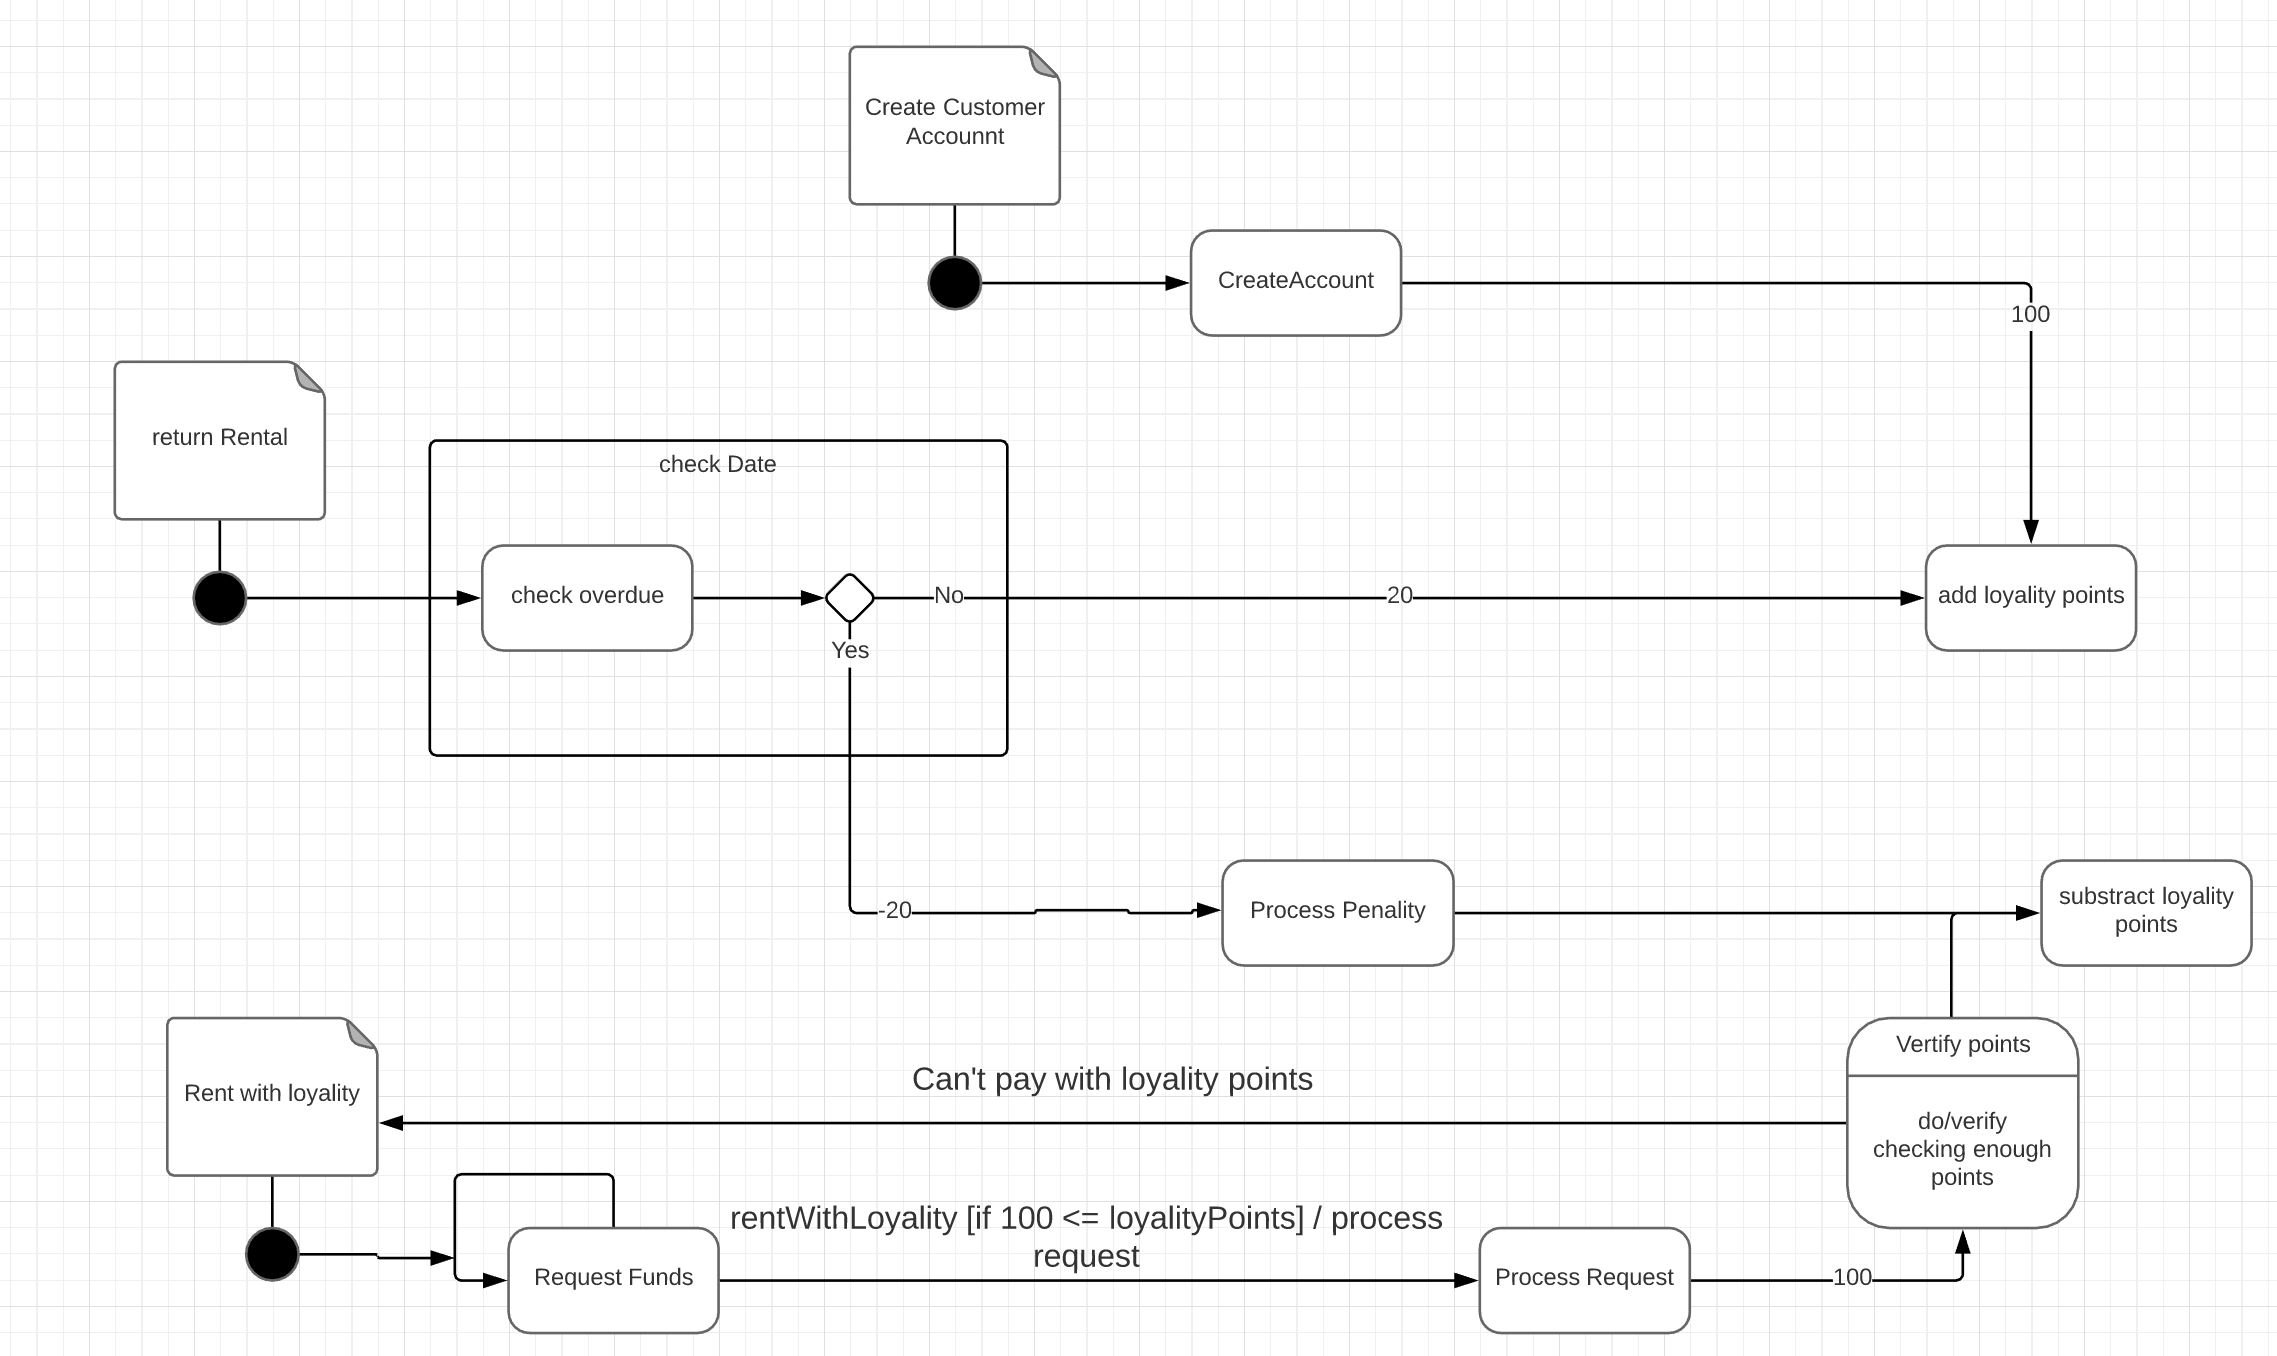 Create Customer
Accounnt
CreateAccount
100
return Rental
check Date
check overdue
No
20
add loyality points
Yes
-20
Process Penality
substract loyality
points
Vertify points
do/verify
checking enough
points
Can't pay with loyality points
Rent with loyality
rentWithLoyality [if 100 <= loyalityPoints] / process
request
Request Funds
Process Request
100